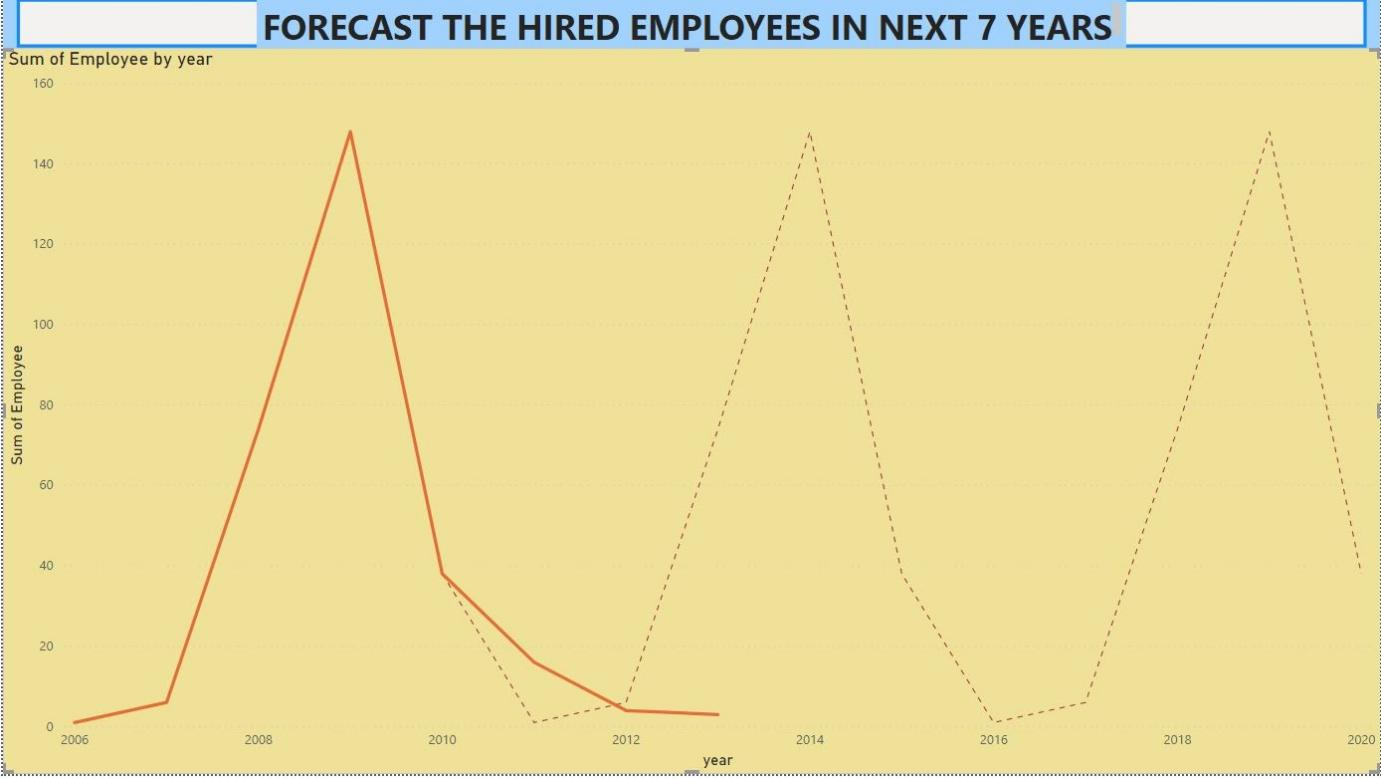 FORECAST THE HIRED EMPLOYEES IN NEXT 7 YEARS
Sum of Employee by year
160
140
120
100
80
60
40
20
0
Sum of Employee
2006 2008 2010 2012 2014 2016 2018 2020
year